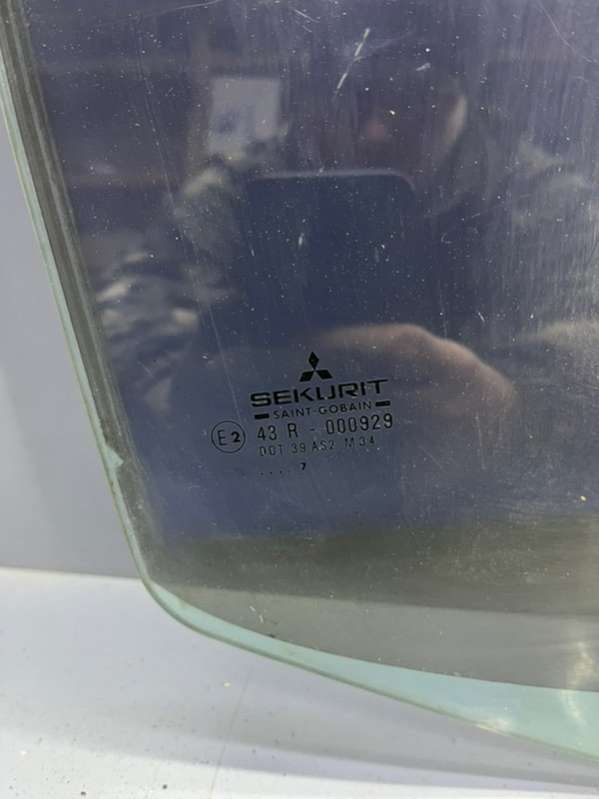 SEKURIT
SAINT-GOBAIN
E2 43 R - 000929
DOT 39 AS2 M34
.... 7